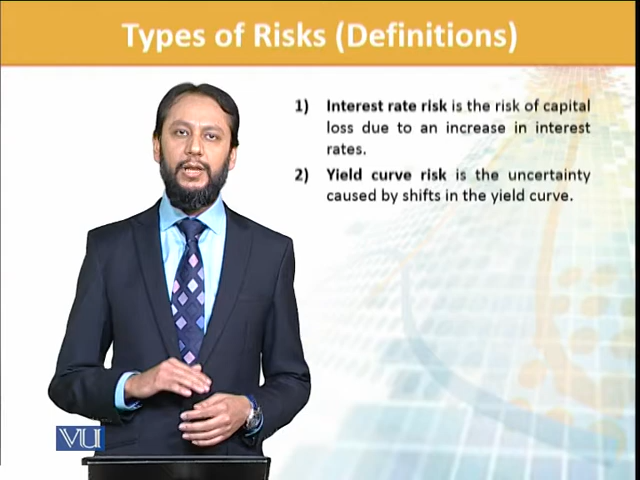 Types of Risks (Definitions)
1) Interest rate risk is the risk of capital
loss due to an increase in interest
rates.
2) Yield curve risk is the uncertainty
caused by shifts in the yield curve.
VU